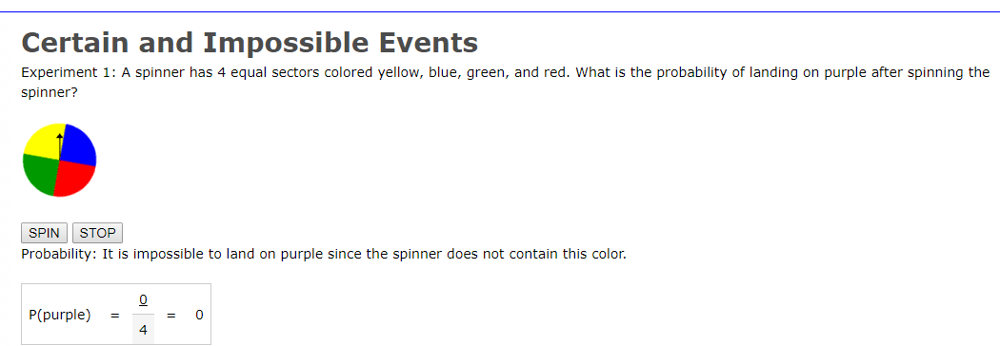 Certain and Impossible Events
Experiment 1: A spinner has 4 equal sectors colored yellow, blue, green, and red. What is the probability of landing on purple after spinning the
spinner?
SPIN STOP
Probability: It is impossible to land on purple since the spinner does not contain this color.
0
P(purple) = = 0
4